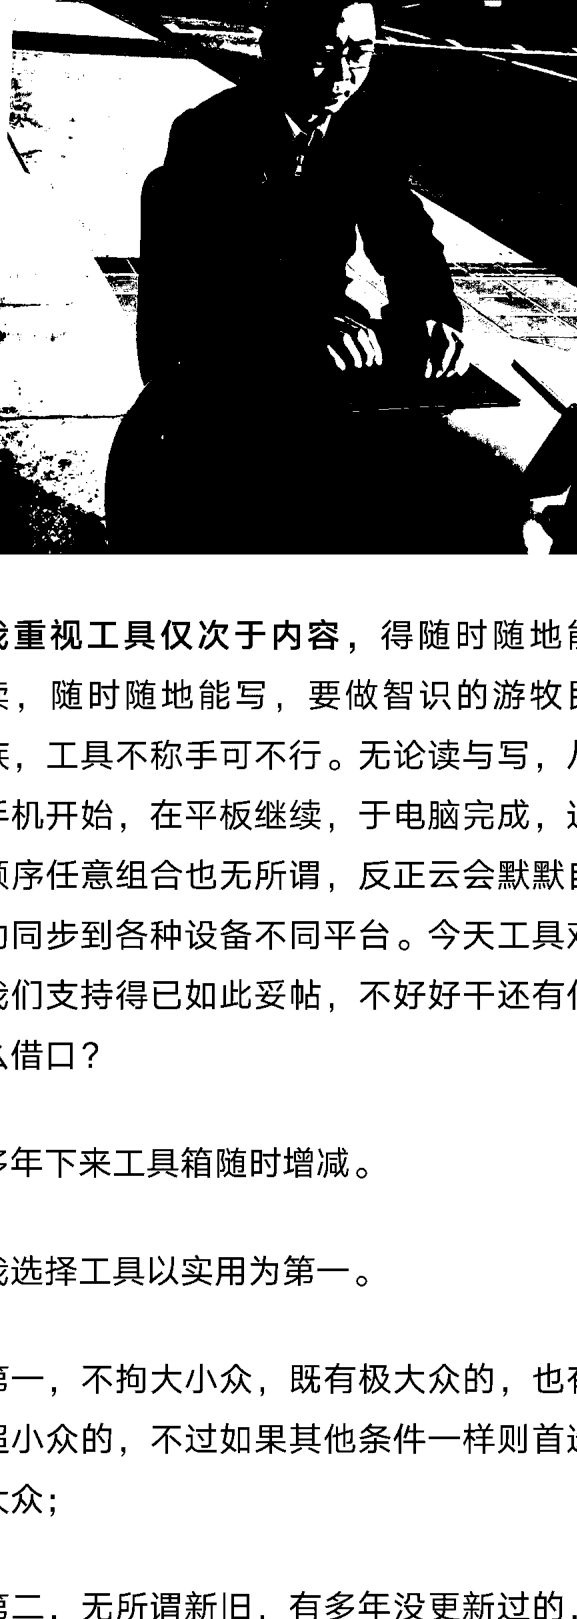 我重视工具仅次于内容，得随时随地能
读，随时随地能写，要做智识的游牧民
族，工具不称手可不行。无论读与写，从
手机开始，在平板继续，于电脑完成，这
顺序任意组合也无所谓，反正云会默默自
动同步到各种设备不同平台。今天工具对
我们支持得已如此妥帖，不好好干还有什
么借口？
多年下来工具箱随时增减。
我选择工具以实用为第一。
第一，不拘大小众，既有极大众的，也有
超小众的，不过如果其他条件一样则首选
大众；
第二，无所谓新旧，有多年没更新过的，